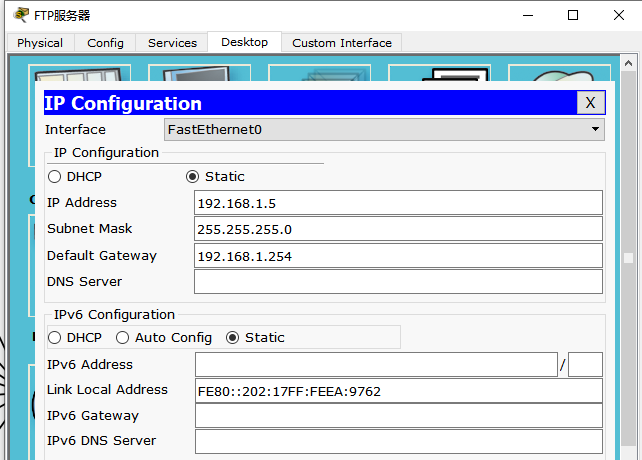 FTP服务器
Physical Config Services Desktop Custom Interface
IP Configuration X
Interface FastEthernet0
IP Configuration
DHCP Static
IP Address 192.168.1.5
Subnet Mask 255.255.255.0
Default Gateway 192.168.1.254
DNS Server
IPv6 Configuration
DHCP Auto Config Static
IPv6 Address /
Link Local Address FE80::202:17FF:FEEA:9762
IPv6 Gateway
IPv6 DNS Server